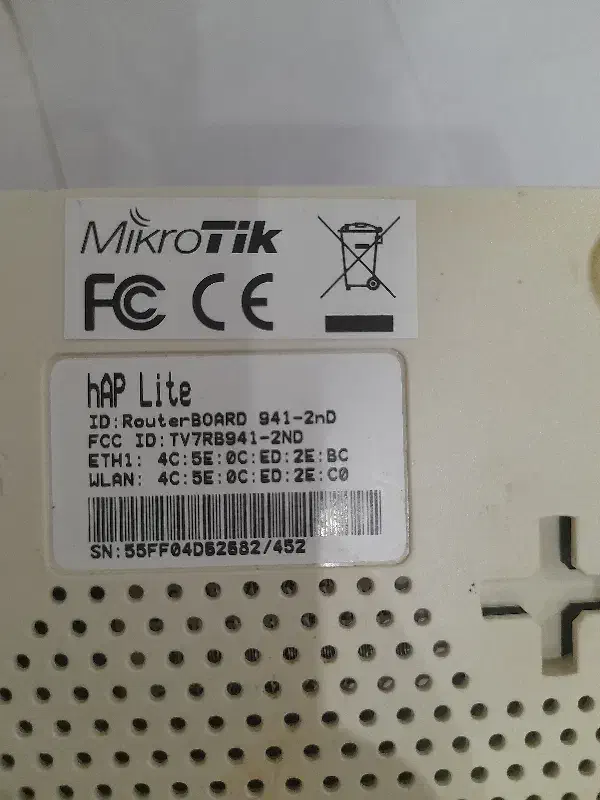 MikroTik
FC CE
hAP Lite
ID:RouterBOARD 941-2nD
FCC ID:TV7RB941-2ND
ETH1: 4C:5E:0C:ED:2E:BC
WLAN: 4C:5E:0C:ED:2E:C0
SN:55FF04D62682/452